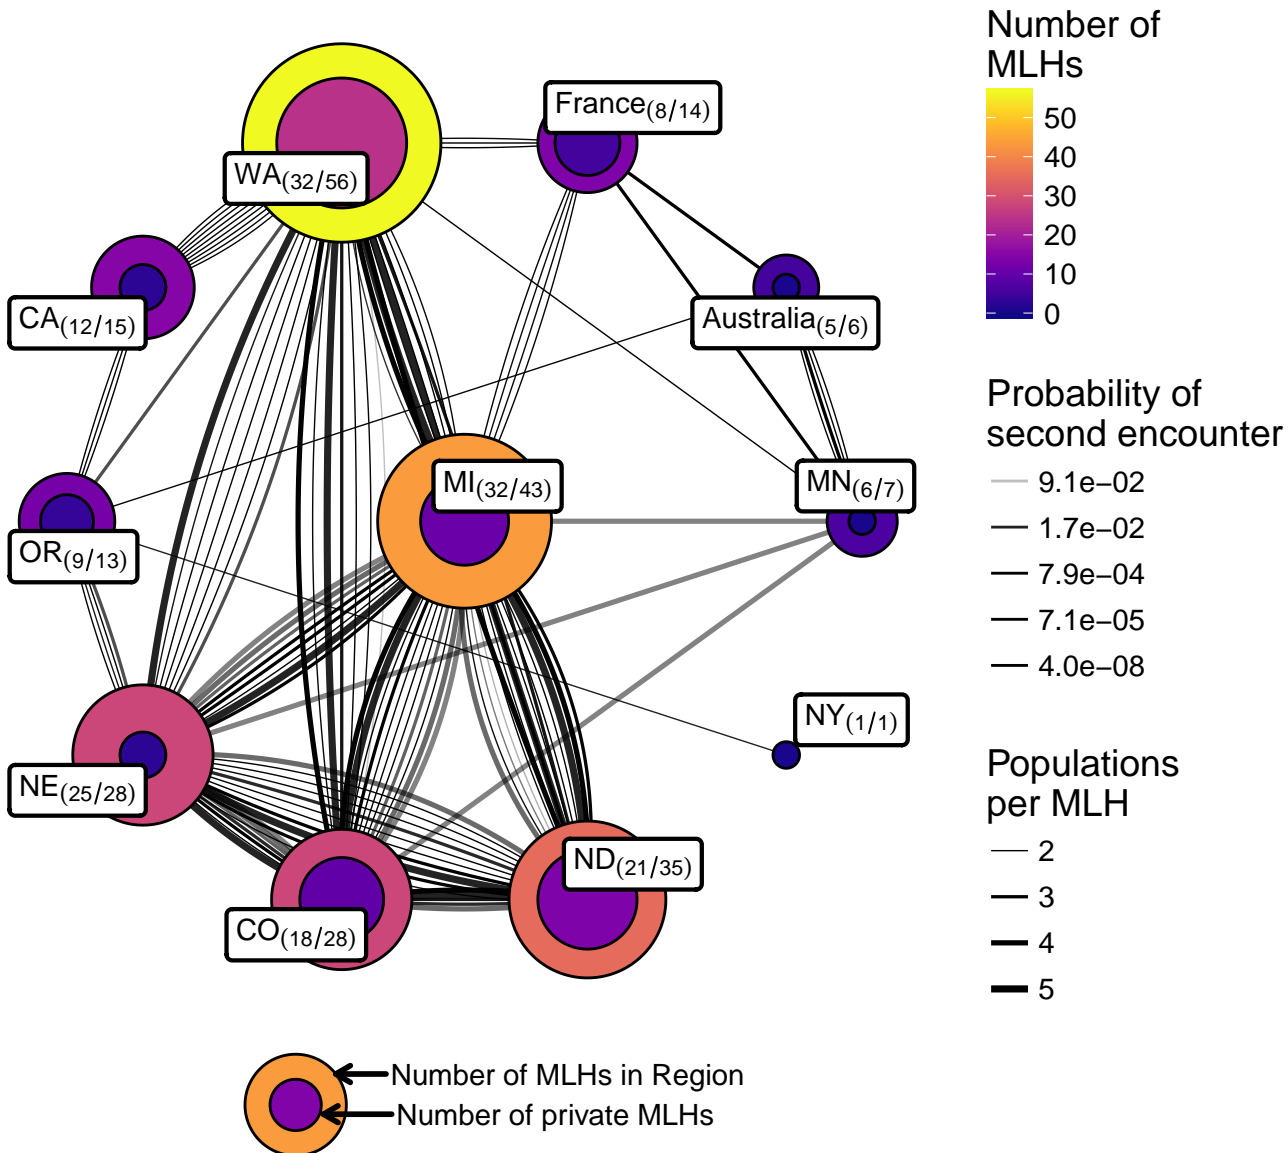 Number of
MLHs
50
40
30
20
10
0
France(8/14)
WA(32/56)
CA(12/15)
Australia(5/6)
Probability of
second encounter
9.1e−02
1.7e−02
7.9e−04
7.1e−05
4.0e−08
MI(32/43)
MN(6/7)
OR(9/13)
NY(1/1)
NE(25/28)
Populations
per MLH
2
3
4
5
ND(21/35)
CO(18/28)
Number of MLHs in Region
Number of private MLHs